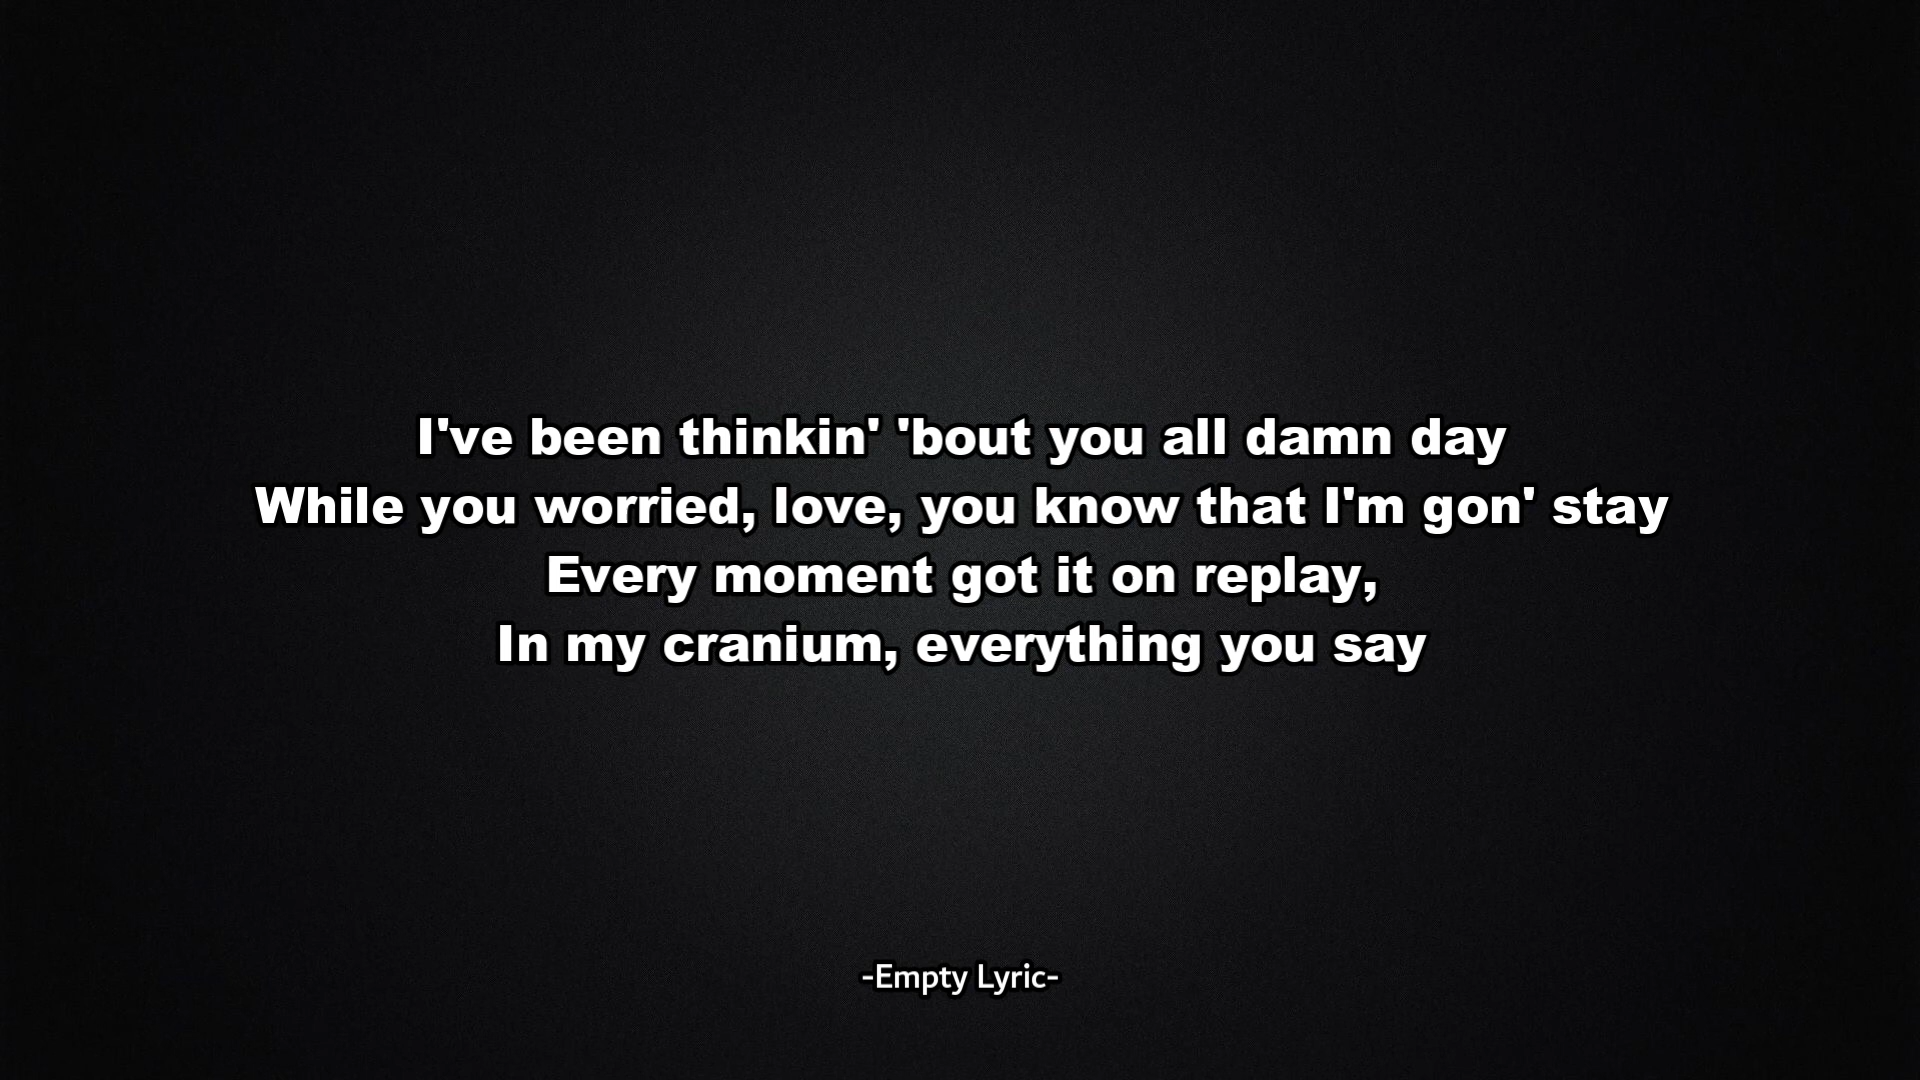 I've been thinkin' 'bout you all damn day
While you worried, love, you know that I'm gon' stay
Every moment got it on replay,
In my cranium, everything you say
-Empty Lyric-